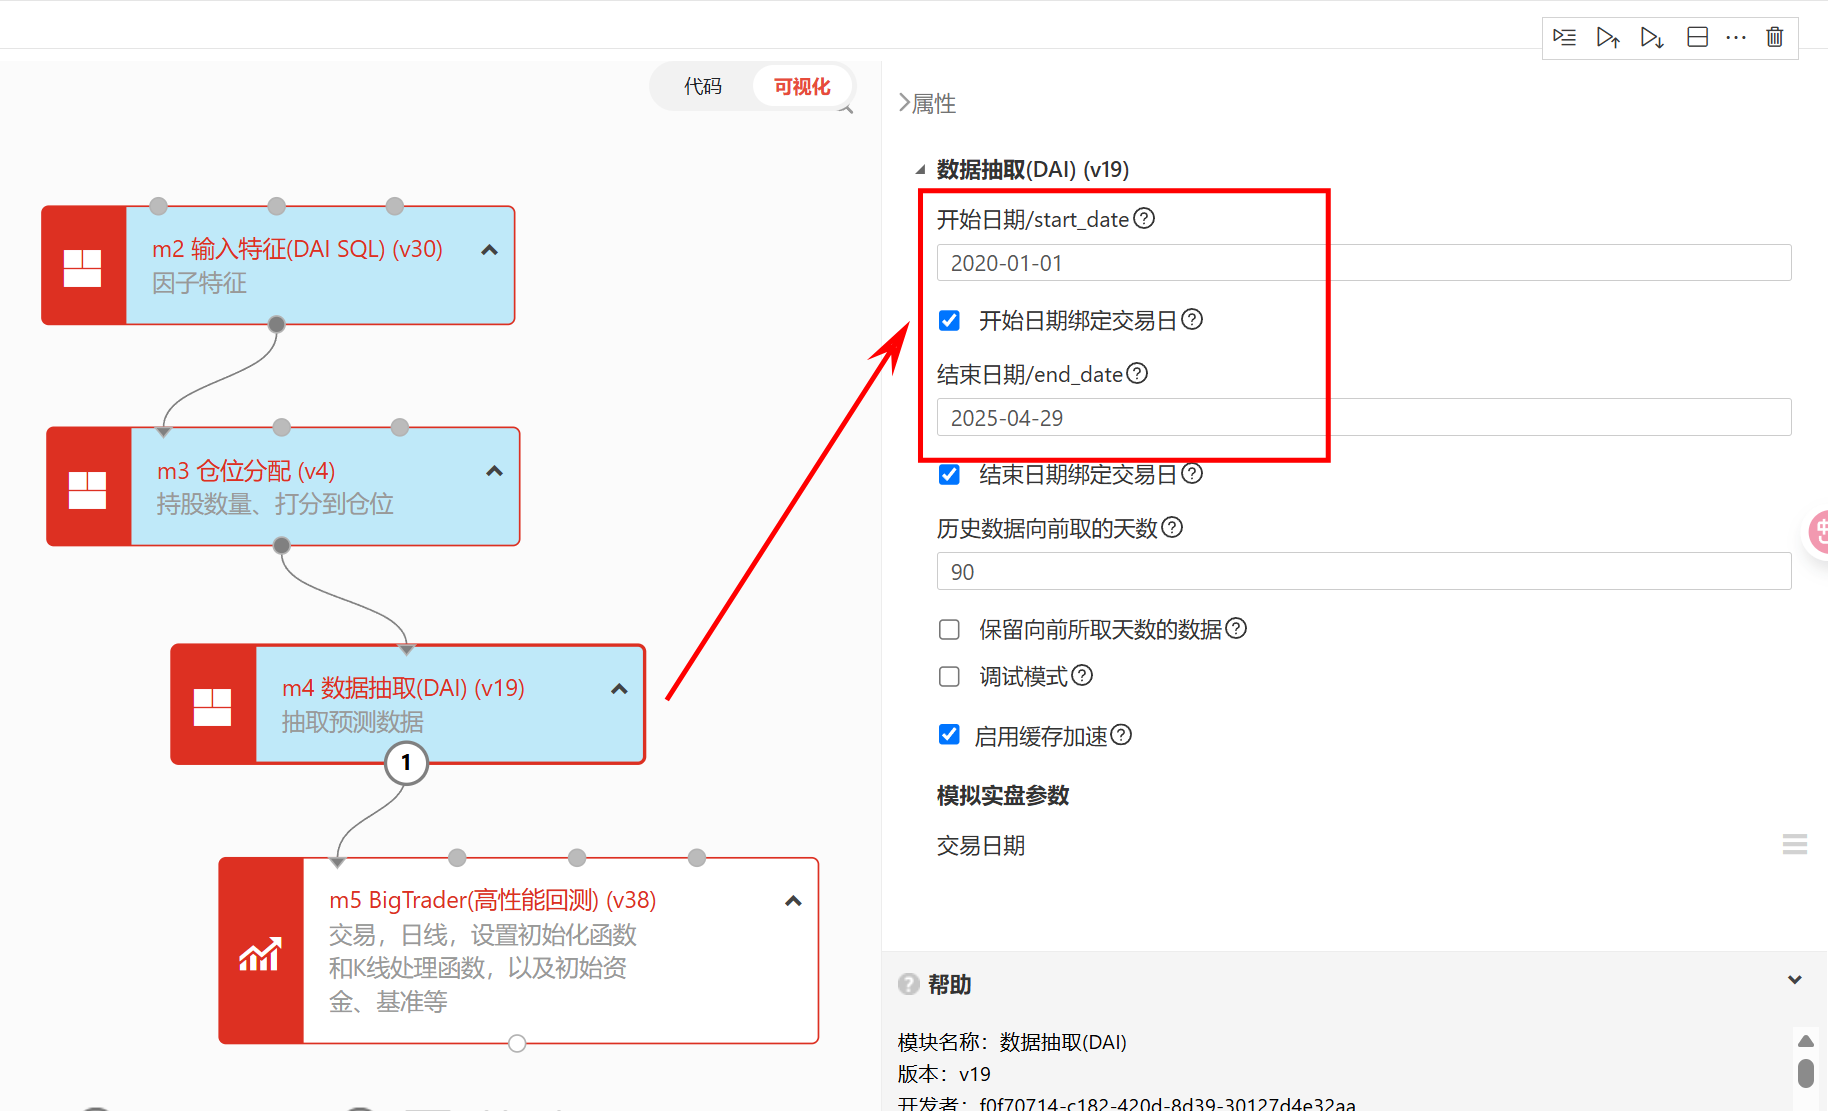 代码
可视化
m2 输入特征(DAI SQL) (v30)
因子特征
m3 仓位分配 (v4)
持股数量、打分到仓位
m4 数据抽取(DAI) (v19)
抽取预测数据
1
m5 BigTrader(高性能回测) (v38)
交易，日线，设置初始化函数
和K线处理函数，以及初始资
金、基准等
属性
数据抽取(DAI) (v19)
开始日期/start_date
2020-01-01
开始日期绑定交易日
结束日期/end_date
2025-04-29
结束日期绑定交易日
历史数据向前取的天数
90
保留向前所取天数的数据
调试模式
启用缓存加速
模拟实盘参数
交易日期
帮助
模块名称：数据抽取(DAI)
版本：v19
开发者：f0f70714-c182-420d-8d39-30127d4e32aa